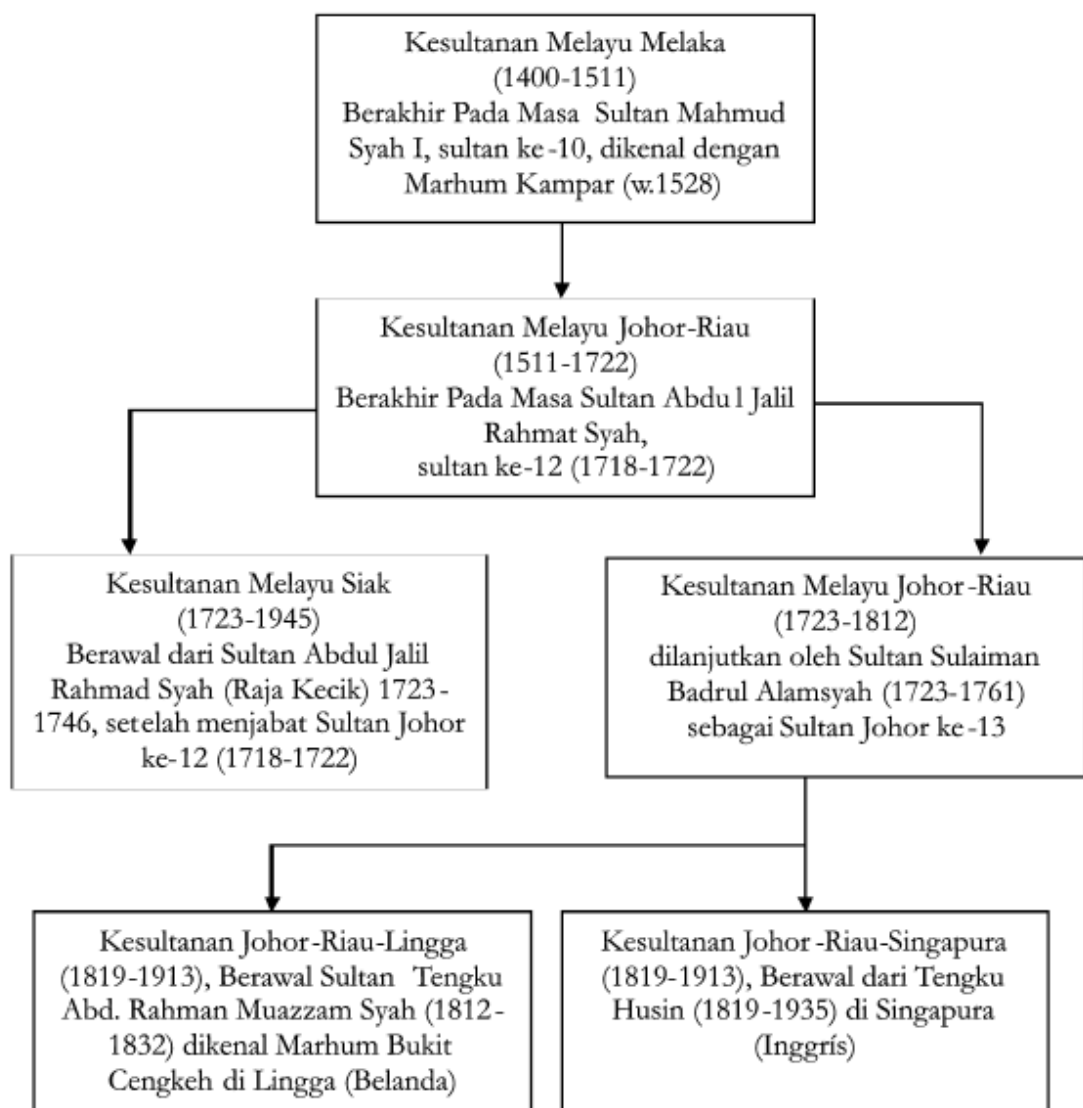 Kesultanan Melayu Melaka
(1400-1511)
Berakhir Pada Masa Sultan Mahmud
Syah I, sultan ke-10, dikenal dengan
Marhum Kampar (w.1528)
Kesultanan Melayu Johor-Riau
(1511-1722)
Berakhir Pada Masa Sultan Abdul Jalil
Rahmat Syah,
sultan ke-12 (1718-1722)
Kesultanan Melayu Siak
(1723-1945)
Berawal dari Sultan Abdul Jalil
Rahmad Syah (Raja Kecik) 1723-
1746, setelah menjabat Sultan Johor
ke-12 (1718-1722)
Kesultanan Melayu Johor-Riau
(1723-1812)
dilanjutkan oleh Sultan Sulaiman
Badrul Alamsyah (1723-1761)
sebagai Sultan Johor ke-13
Kesultanan Johor-Riau-Lingga
(1819-1913), Berawal Sultan Tengku
Abd. Rahman Muazzam Syah (1812-
1832) dikenal Marhum Bukit
Cengkeh di Lingga (Belanda)
Kesultanan Johor-Riau-Singapura
(1819-1913), Berawal dari Tengku
Husin (1819-1935) di Singapura
(Inggrís)